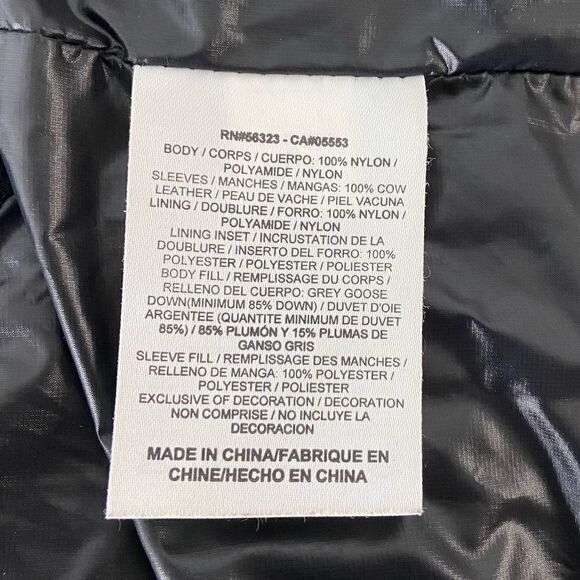 RN#56323 - CA#05553
BODY / CORPS / CUERPO: 100% NYLON /
POLYAMIDE / NYLON
SLEEVES / MANCHES / MANGAS: 100% COW
LEATHER / PEAU DE VACHE / PIEL VACUNA
LINING / DOUBLURE / FORRO: 100% NYLON /
POLYAMIDE / NYLON
LINING INSET / INCRUSTATION DE LA
DOUBLURE / INSERTO DEL FORRO: 100%
POLYESTER / POLYESTER / POLIESTER
BODY FILL / REMPLISSAGE DU CORPS /
RELLENO DEL CUERPO: GREY GOOSE
DOWN(MINIMUM 85% DOWN) / DUVET D'OIE
ARGENTEE (QUANTITE MINIMUM DE DUVET
85%) / 85% PLUMÓN Y 15% PLUMAS DE
GANSO GRIS
SLEEVE FILL / REMPLISSAGE DES MANCHES /
RELLENO DE MANGA: 100% POLYESTER /
POLYESTER / POLIESTER
EXCLUSIVE OF DECORATION / DECORATION
NON COMPRISE / NO INCLUYE LA
DECORACION
MADE IN CHINA/FABRIQUE EN
CHINE/HECHO EN CHINA